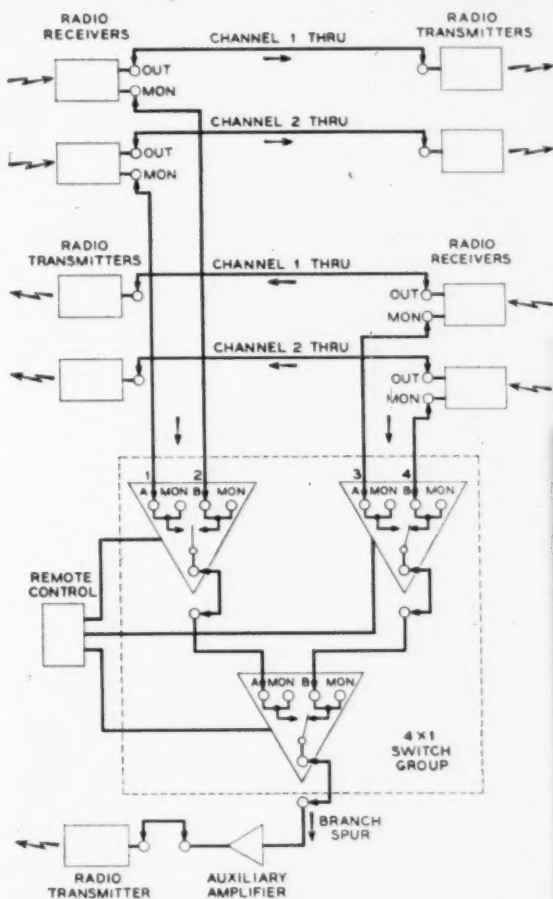 RADIO
RECEIVERS
CHANNEL 1 THRU
RADIO
TRANSMITTERS
OUT
MON
CHANNEL 2 THRU
OUT
MON
RADIO
TRANSMITTERS
CHANNEL 1 THRU
RADIO
RECEIVERS
OUT
MON
CHANNEL 2 THRU
OUT
MON
1 2 3 4
A MON B MON
A MON B MON
REMOTE
CONTROL
A MON B MON
4 X 1
SWITCH
GROUP
BRANCH
SPUR
RADIO
TRANSMITTER
AUXILIARY
AMPLIFIER